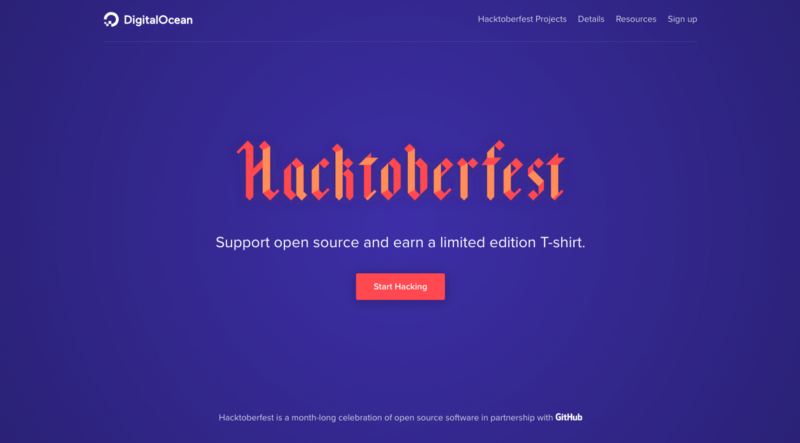 DigitalOcean
Hacktoberfest Projects Details Resources Sign up
Hacktoberfest
Support open source and earn a limited edition T-shirt.
Start Hacking
Hacktoberfest is a month-long celebration of open source software in partnership with GitHub